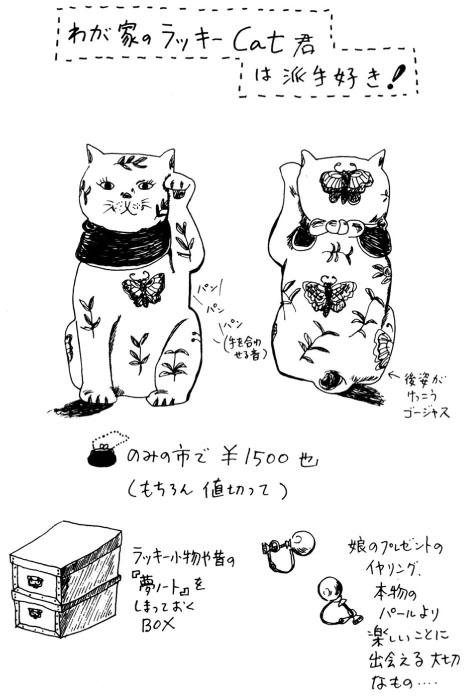 わが家のラッキーCat君
は派手好き!
パン
パン
パン
(手を合わ
せる音)
後姿が
けっこう
ゴージャス
のみの市で ¥1500也
(もちろん 値切って)
ラッキー小物や昔の
『夢ノート』を
しまっておく
BOX
娘のプレゼントの
イヤリング、
本物の
パールより
楽しいことに
出会える大切
なもの‥‥